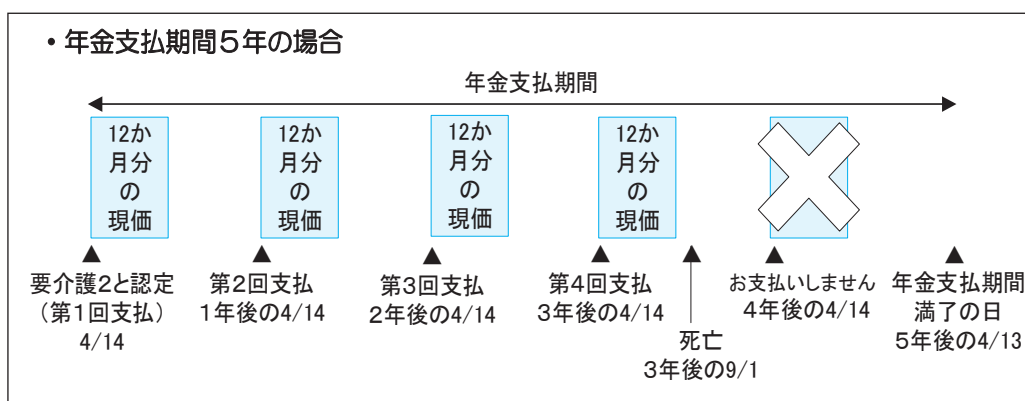 ・年金支払期間5年の場合
年金支払期間
12か
月分
の
現価
12か
月分
の
現価
12か
月分
の
現価
12か
月分
の
現価
要介護2と認定
(第1回支払)
4/14
第2回支払
1年後の4/14
第3回支払
2年後の4/14
第4回支払
3年後の4/14
死亡
3年後の9/1
お支払いしません
4年後の4/14
年金支払期間
満了の日
5年後の4/13